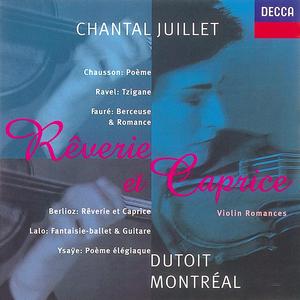 CHANTAL JUILLET
DECCA
Chausson: Poème
Ravel: Tzigane
Fauré: Berceuse
& Romance
Rêverie
et Caprice
Violin Romances
Berlioz: Rêverie et Caprice
Lalo: Fantaisie-ballet & Guitare
Ysaÿe: Poème élégiaque
DUTOIT
MONTRÉAL